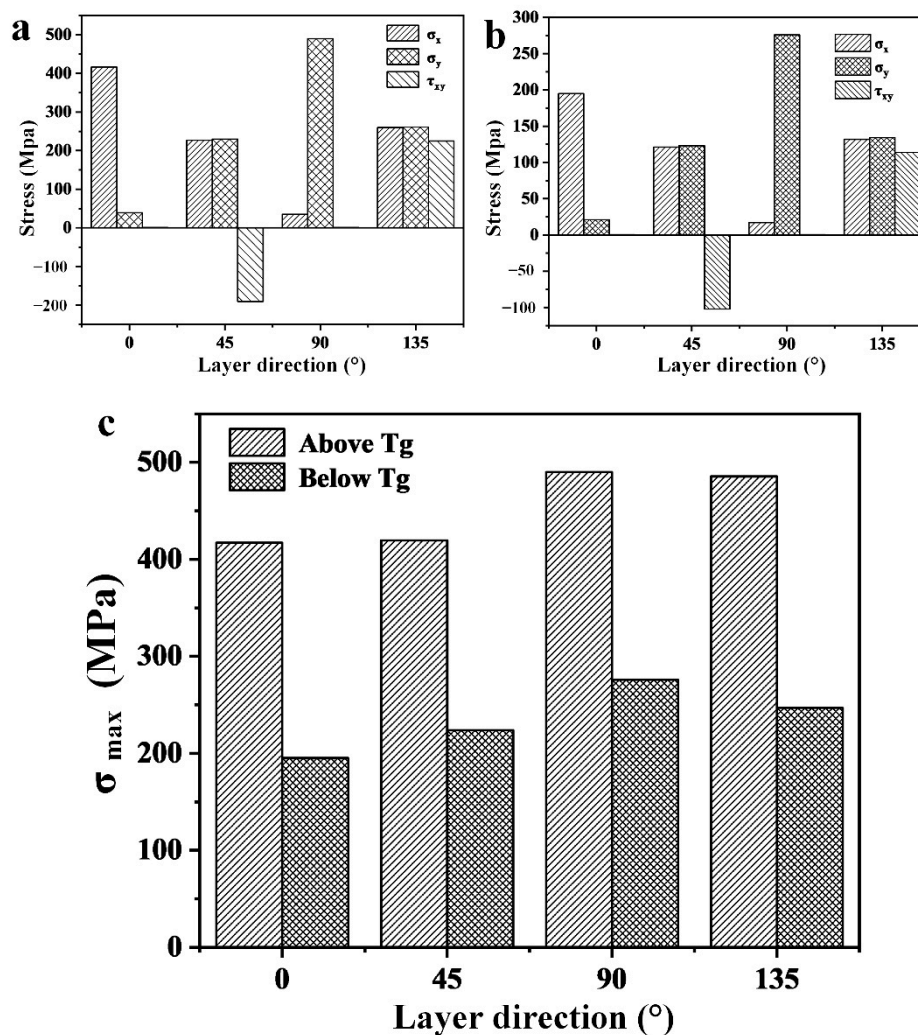 a
500
400
300
200
100
0
−100
−200
Stress (Mpa)
σx
σy
τxy
0 45 90 135
Layer direction (°)
b
300
250
200
150
100
50
0
−50
−100
Stress (Mpa)
σx
σy
τxy
0 45 90 135
Layer direction (°)
c
Above Tg
Below Tg
500
400
300
200
100
0
σ max (MPa)
0 45 90 135
Layer direction (°)